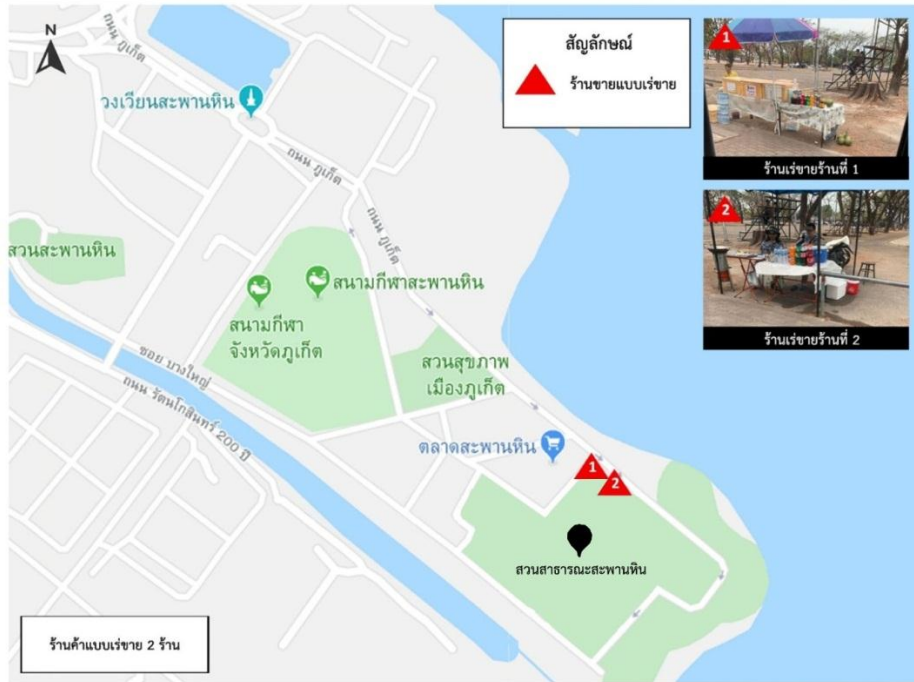 N
ถนน ภูเก็ต
วงเวียนสะพานหิน
ถนน ภูเก็ต
ถนน ภูเก็ต
สวนสะพานหิน
สนามกีฬาสะพานหิน
สนามกีฬา
จังหวัดภูเก็ต
ซอย บางใหญ่
ถนน รัตนโกสินทร์ 200 ปี
สวนสุขภาพ
เมืองภูเก็ต
ตลาดสะพานหิน
1
2
สวนสาธารณะสะพานหิน
ร้านค้าแบบเร่ขาย 2 ร้าน
สัญลักษณ์
ร้านขายแบบเร่ขาย
1
ร้านเร่ขายร้านที่ 1
2
ร้านเร่ขายร้านที่ 2